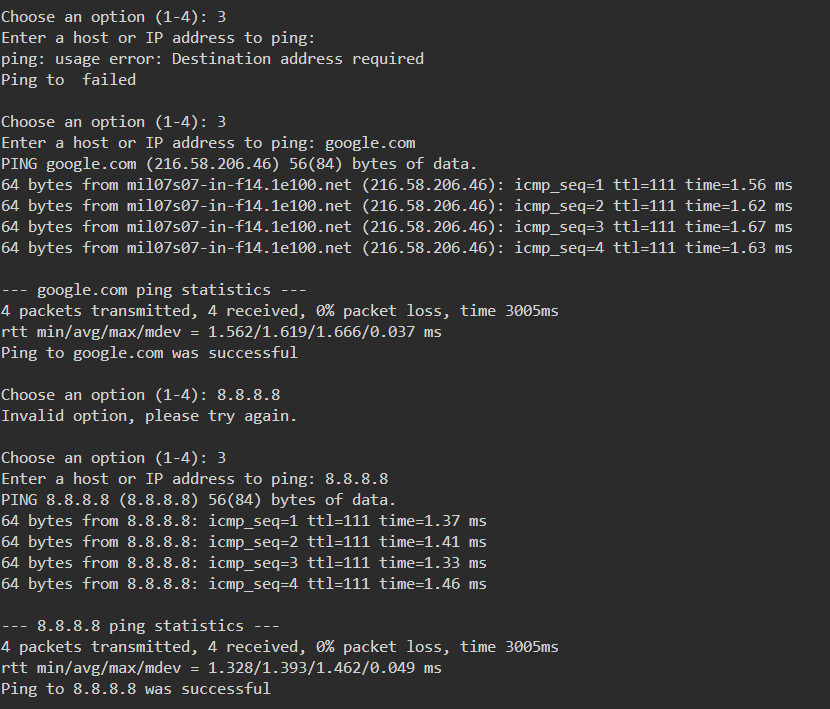 Choose an option (1-4): 3
Enter a host or IP address to ping:
ping: usage error: Destination address required
Ping to  failed
Choose an option (1-4): 3
Enter a host or IP address to ping: google.com
PING google.com (216.58.206.46) 56(84) bytes of data.
64 bytes from mil07s07-in-f14.1e100.net (216.58.206.46): icmp_seq=1 ttl=111 time=1.56 ms
64 bytes from mil07s07-in-f14.1e100.net (216.58.206.46): icmp_seq=2 ttl=111 time=1.62 ms
64 bytes from mil07s07-in-f14.1e100.net (216.58.206.46): icmp_seq=3 ttl=111 time=1.67 ms
64 bytes from mil07s07-in-f14.1e100.net (216.58.206.46): icmp_seq=4 ttl=111 time=1.63 ms
--- google.com ping statistics ---
4 packets transmitted, 4 received, 0% packet loss, time 3005ms
rtt min/avg/max/mdev = 1.562/1.619/1.666/0.037 ms
Ping to google.com was successful
Choose an option (1-4): 8.8.8.8
Invalid option, please try again.
Choose an option (1-4): 3
Enter a host or IP address to ping: 8.8.8.8
PING 8.8.8.8 (8.8.8.8) 56(84) bytes of data.
64 bytes from 8.8.8.8: icmp_seq=1 ttl=111 time=1.37 ms
64 bytes from 8.8.8.8: icmp_seq=2 ttl=111 time=1.41 ms
64 bytes from 8.8.8.8: icmp_seq=3 ttl=111 time=1.33 ms
64 bytes from 8.8.8.8: icmp_seq=4 ttl=111 time=1.46 ms
--- 8.8.8.8 ping statistics ---
4 packets transmitted, 4 received, 0% packet loss, time 3005ms
rtt min/avg/max/mdev = 1.328/1.393/1.462/0.049 ms
Ping to 8.8.8.8 was successful